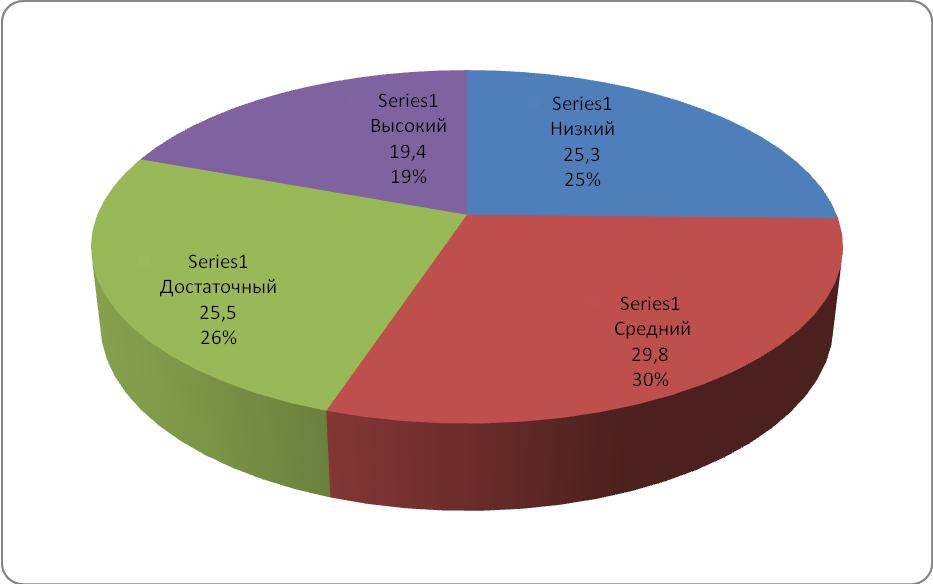 Series1
Высокий
19,4
19%
Series1
Низкий
25,3
25%
Series1
Достаточный
25,5
26%
Series1
Средний
29,8
30%